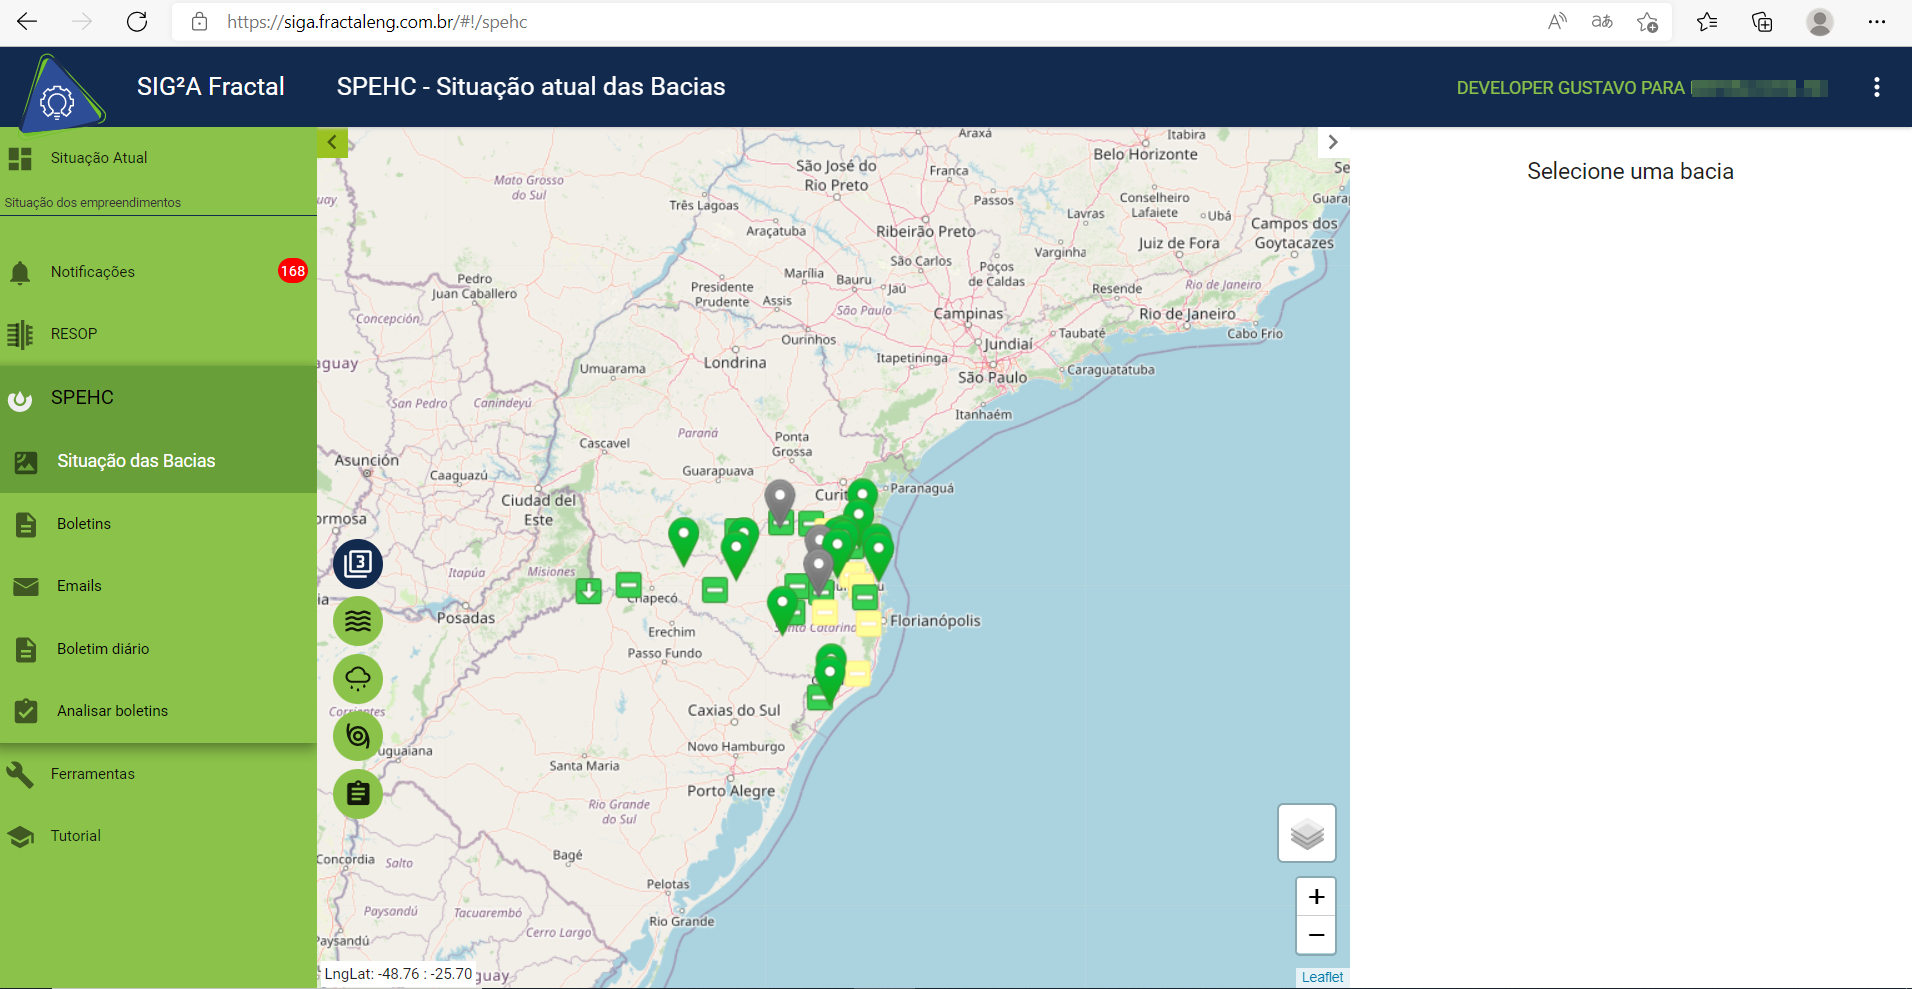 https://siga.fractaleng.com.br/#!/spehc
SIG²A Fractal
SPEHC - Situação atual das Bacias
DEVELOPER GUSTAVO PARA
Situação Atual
Situação dos empreendimentos
Notificações
168
RESOP
SPEHC
Situação das Bacias
Boletins
Emails
Boletim diário
Analisar boletins
Ferramentas
Tutorial
Selecione uma bacia
Araxá
Itabira
Belo Horizonte
São José do
Rio Preto
Franca
Mato Grosso
do Sul
Três Lagoas
Passos
Conselheiro
Lafaiete
Lavras
Ubá
Campos dos
Goytacazes
Araçatuba
Ribeirão Preto
Juiz de Fora
Varginha
São Carlos
Poços
de Caldas
Marília
Bauru
Jaú
Pedro
Juan Caballero
Presidente
Prudente
Assis
Resende
Rio de Janeiro
São Paulo
Campinas
Rio de Janeiro
Concepción
Taubaté
Cabo Frio
Ourinhos
Jundiaí
Londrina
Itapetininga
Umuarama
São Paulo
Caraguatatuba
San Pedro
Canindeyú
Itanhaém
Cascavel
Paraná
Ponta
Grossa
Asunción
Guarapuava
Caaguazú
Ciudad del
Este
Curit
Paranaguá
Itapúa
Misiones
Chapecó
Posadas
Erechim
Santa Catarina
Florianópolis
Passo Fundo
Corrientes
Caxias do Sul
Novo Hamburgo
Santa Maria
Porto Alegre
Rio Grande
do Sul
Bagé
Concordia
Salto
Pelotas
Paysandú
Tacuarembó
Rio Grande
Cerro Largo
Paysandú
3
+
−
LngLat: -48.76 : -25.70
Leaflet